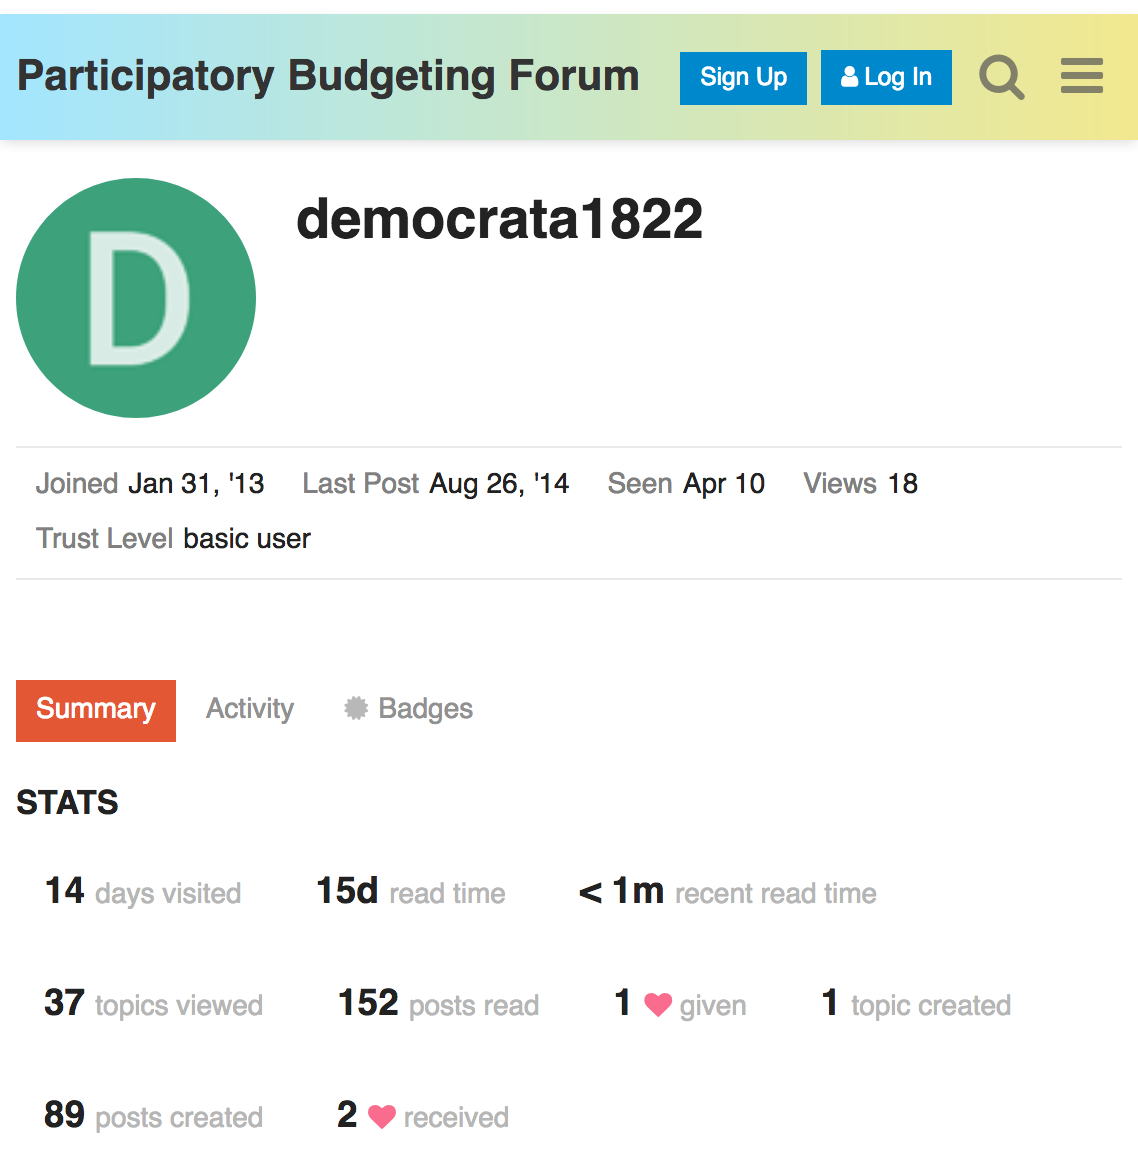 Participatory Budgeting Forum Sign Up Log In
D
democrata1822
Joined Jan 31, '13 Last Post Aug 26, '14 Seen Apr 10 Views 18
Trust Level basic user
Summary Activity Badges
STATS
14 days visited 15d read time < 1m recent read time
37 topics viewed 152 posts read 1 given 1 topic created
89 posts created 2 received